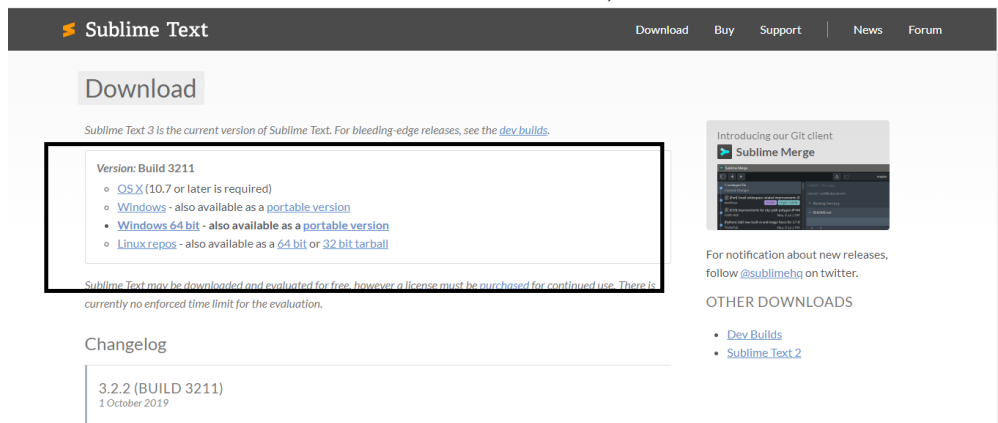 Sublime Text
Download Buy Support News Forum
Download
Sublime Text 3 is the current version of Sublime Text. For bleeding-edge releases, see the dev builds.
Version: Build 3211
OS X (10.7 or later is required)
Windows - also available as a portable version
Windows 64 bit - also available as a portable version
Linux repos - also available as a 64 bit or 32 bit tarball
Sublime Text may be downloaded and evaluated for free, however a license must be purchased for continued use. There is
currently no enforced time limit for the evaluation.
Changelog
3.2.2 (BUILD 3211)
1 October 2019
Introducing our Git client
Sublime Merge
For notification about new releases,
follow @sublimehq on twitter.
OTHER DOWNLOADS
Dev Builds
Sublime Text 2